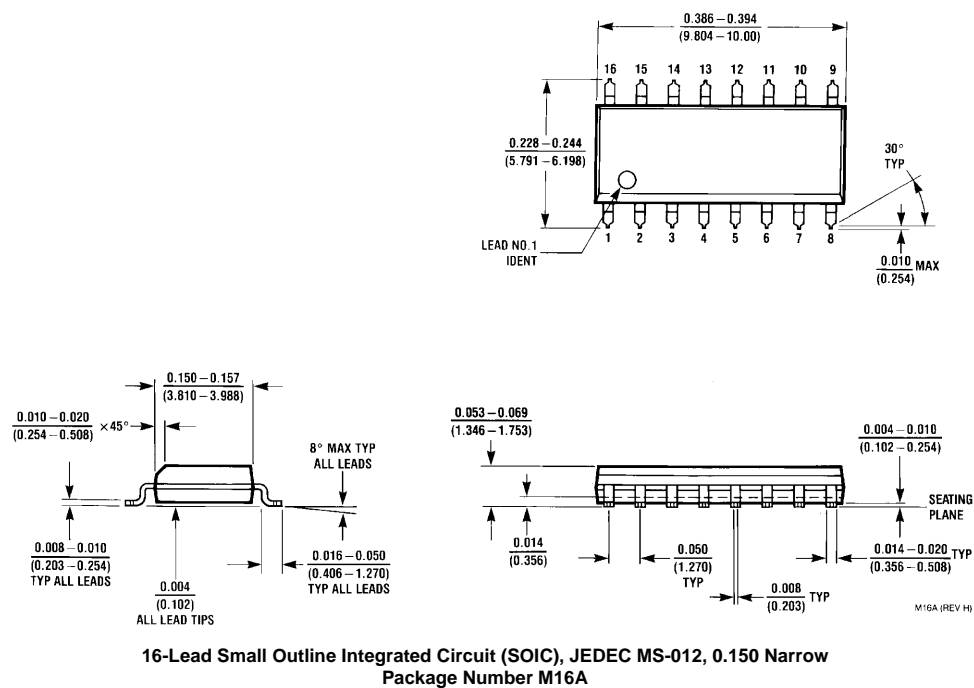 0.386 – 0.394
(9.804 – 10.00)
16 15 14 13 12 11 10 9
0.228 – 0.244
(5.791 – 6.198)
30°
TYP
LEAD NO.1
IDENT
1 2 3 4 5 6 7 8
0.010 MAX
(0.254)
0.150 – 0.157
(3.810 – 3.988)
0.010 – 0.020
(0.254 – 0.508)
×45°
8° MAX TYP
ALL LEADS
0.008 – 0.010
(0.203 – 0.254)
TYP ALL LEADS
0.004
(0.102)
ALL LEAD TIPS
0.016 – 0.050
(0.406 – 1.270)
TYP ALL LEADS
0.053 – 0.069
(1.346 – 1.753)
0.004 – 0.010
(0.102 – 0.254)
SEATING
PLANE
0.014
(0.356)
0.050
(1.270)
TYP
0.014 – 0.020 TYP
(0.356 – 0.508)
0.008 TYP
(0.203)
M16A (REV H)
16-Lead Small Outline Integrated Circuit (SOIC), JEDEC MS-012, 0.150 Narrow
Package Number M16A